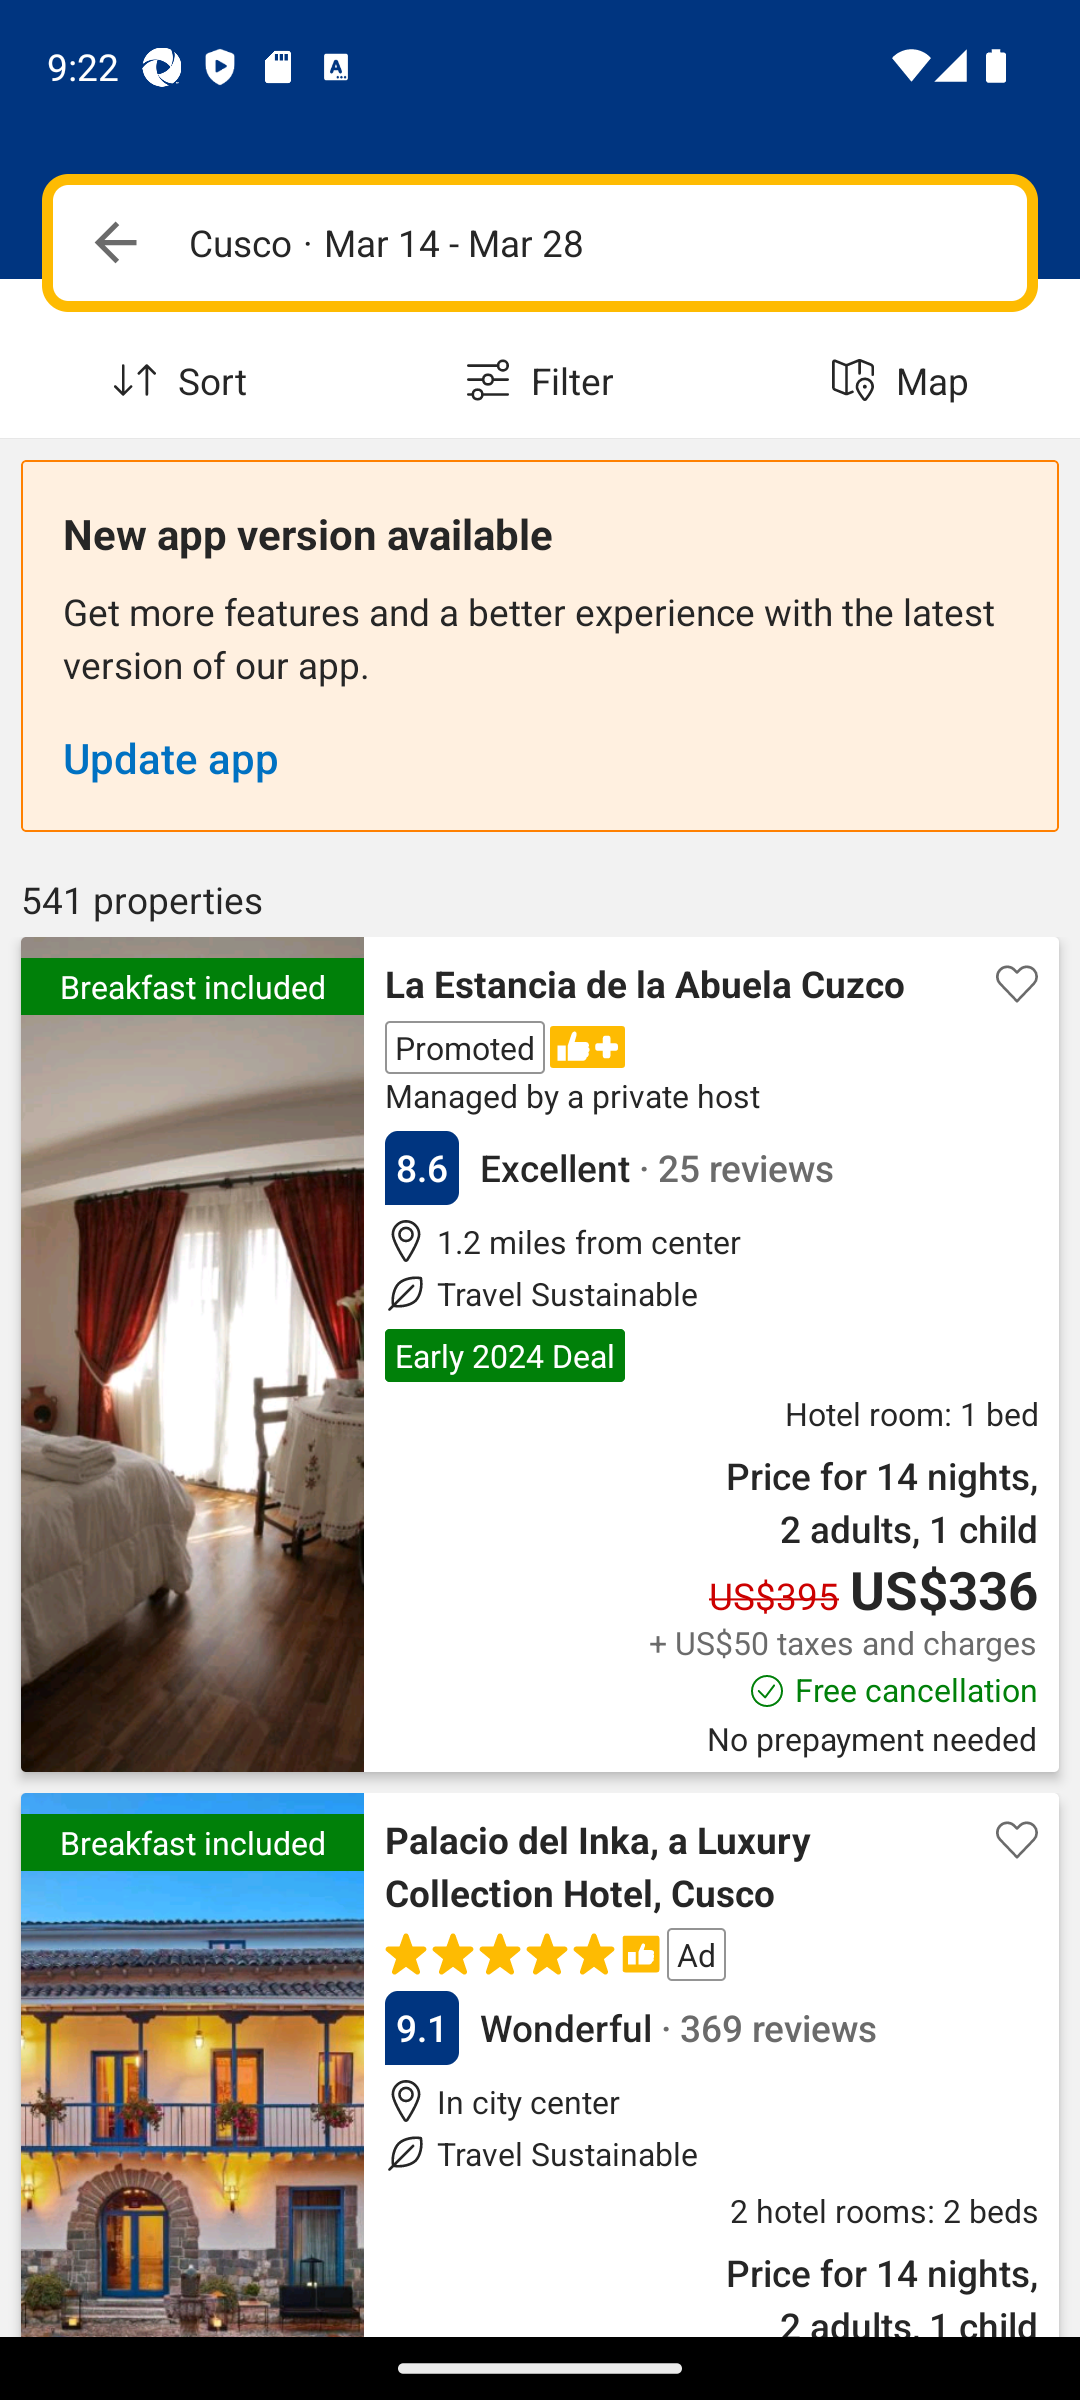 9:22
Cusco · Mar 14 - Mar 28
Sort
Filter
Map
New app version available
Get more features and a better experience with the latest
version of our app.
Update app
541 properties
Breakfast included
La Estancia de la Abuela Cuzco
Promoted
Managed by a private host
8.6 Excellent · 25 reviews
1.2 miles from center
Travel Sustainable
Early 2024 Deal
Hotel room: 1 bed
Price for 14 nights,
2 adults, 1 child
US$395 US$336
+ US$50 taxes and charges
Free cancellation
No prepayment needed
Breakfast included
Palacio del Inka, a Luxury
Collection Hotel, Cusco
Ad
9.1 Wonderful · 369 reviews
In city center
Travel Sustainable
2 hotel rooms: 2 beds
Price for 14 nights,
2 adults, 1 child